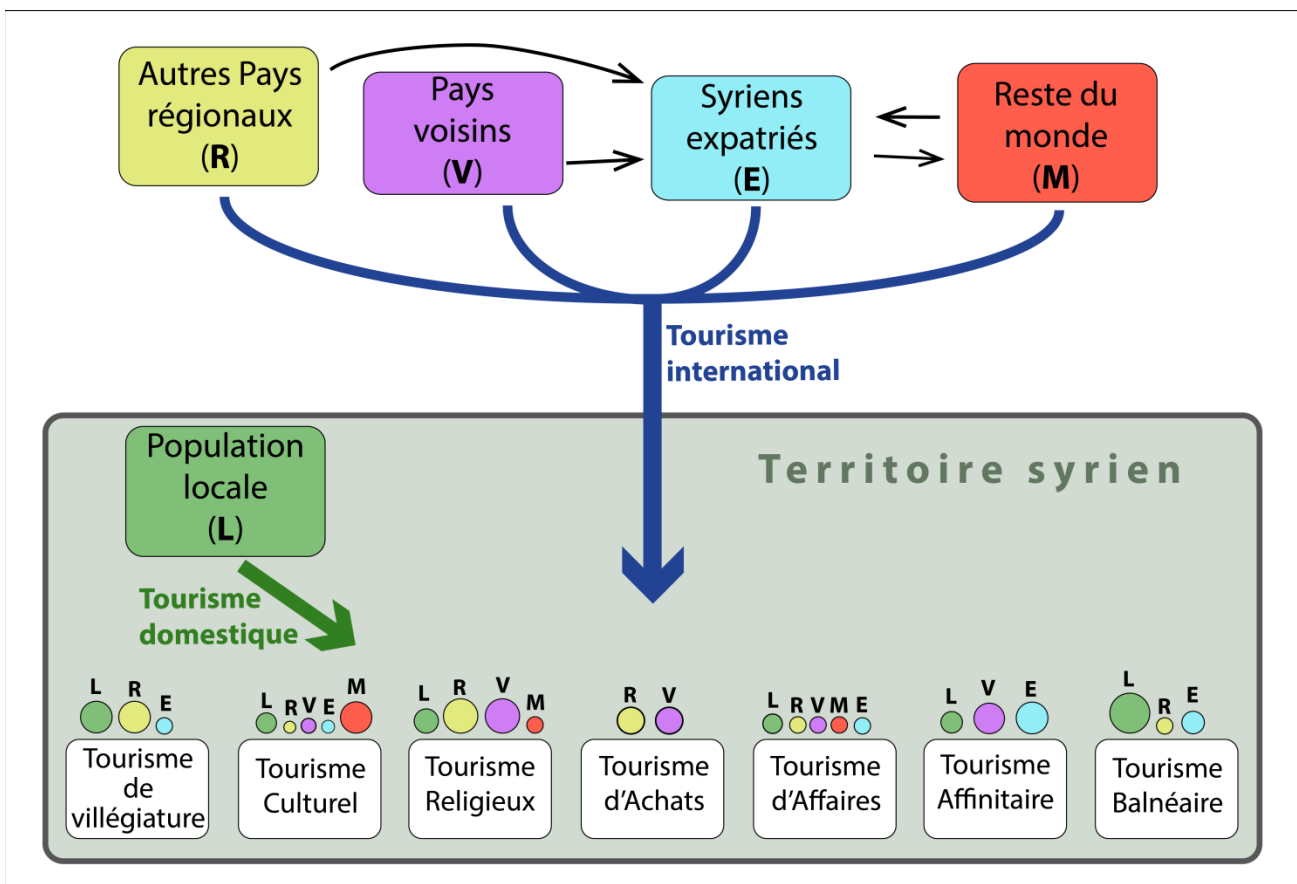 Autres Pays
régionaux
(R)
Pays
voisins
(V)
Syriens
expatriés
(E)
Reste du
monde
(M)
Tourisme
international
Territoire syrien
Population
locale
(L)
Tourisme
domestique
L R E
Tourisme
de
villégiature
L R V E M
Tourisme
Culturel
L R V M
Tourisme
Religieux
R V
Tourisme
d'Achats
L R V M E
Tourisme
d'Affaires
L V E
Tourisme
Affinitaire
L R E
Tourisme
Balnéaire